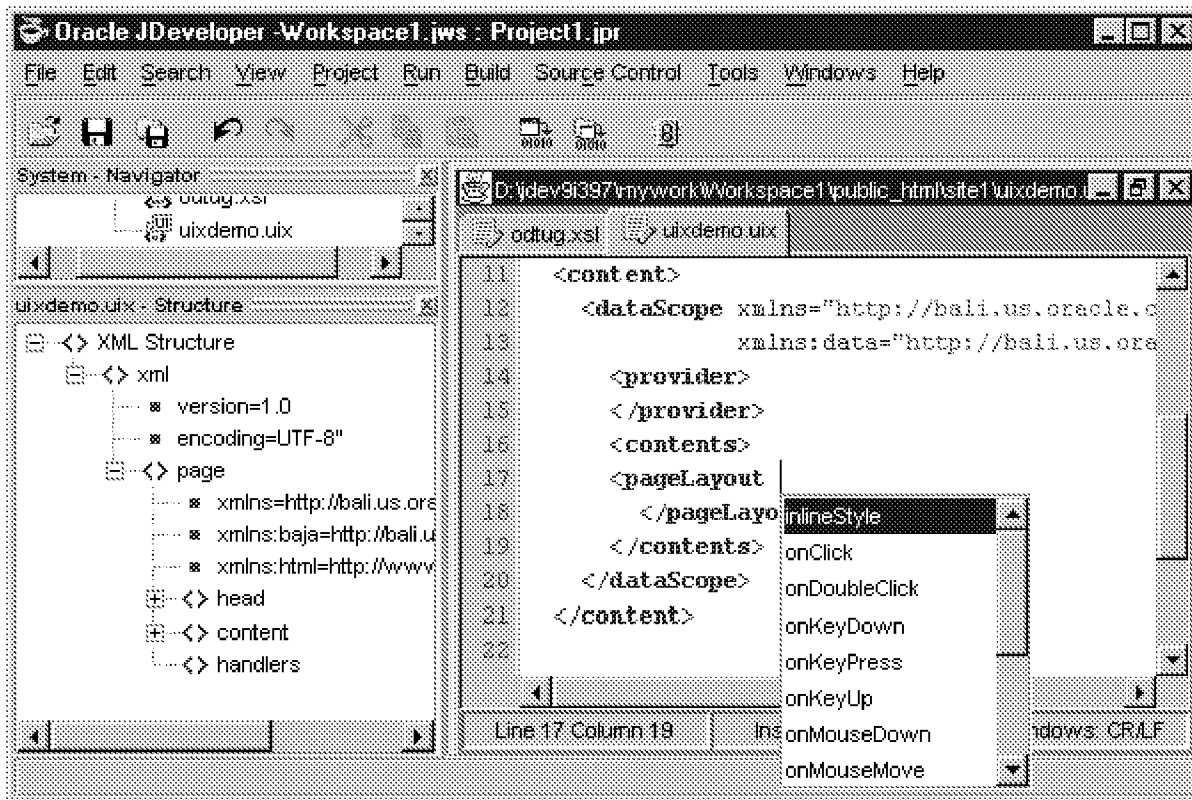 Oracle JDeveloper -Workspace1.jws : Project1.jpr
File Edit Search View Project Run Build Source Control Tools Windows Help
01010 01010
System - Navigator
odtug.xsl
uixdemo.uix
uixdemo.uix - Structure
XML Structure
xml
version=1.0
encoding=UTF-8"
page
xmlns=http://bali.us.ora
xmlns:baja=http://bali.u
xmlns:html=http://www
head
content
handlers
D:\jdev9i397\mywork\Workspace1\public_html\site1\uixdemo.u
odtug.xsl uixdemo.uix
11 <content>
12 <dataScope xmlns="http://bali.us.oracle.c
13 xmlns:data="http://bali.us.ora
14 <provider>
15 </provider>
16 <contents>
17 <pageLayout
18 </pageLayo
19 </contents>
20 </dataScope>
21 </content>
22
inlineStyle
onClick
onDoubleClick
onKeyDown
onKeyPress
onKeyUp
onMouseDown
onMouseMove
Line 17 Column 19 Ins ndows: CR/LF